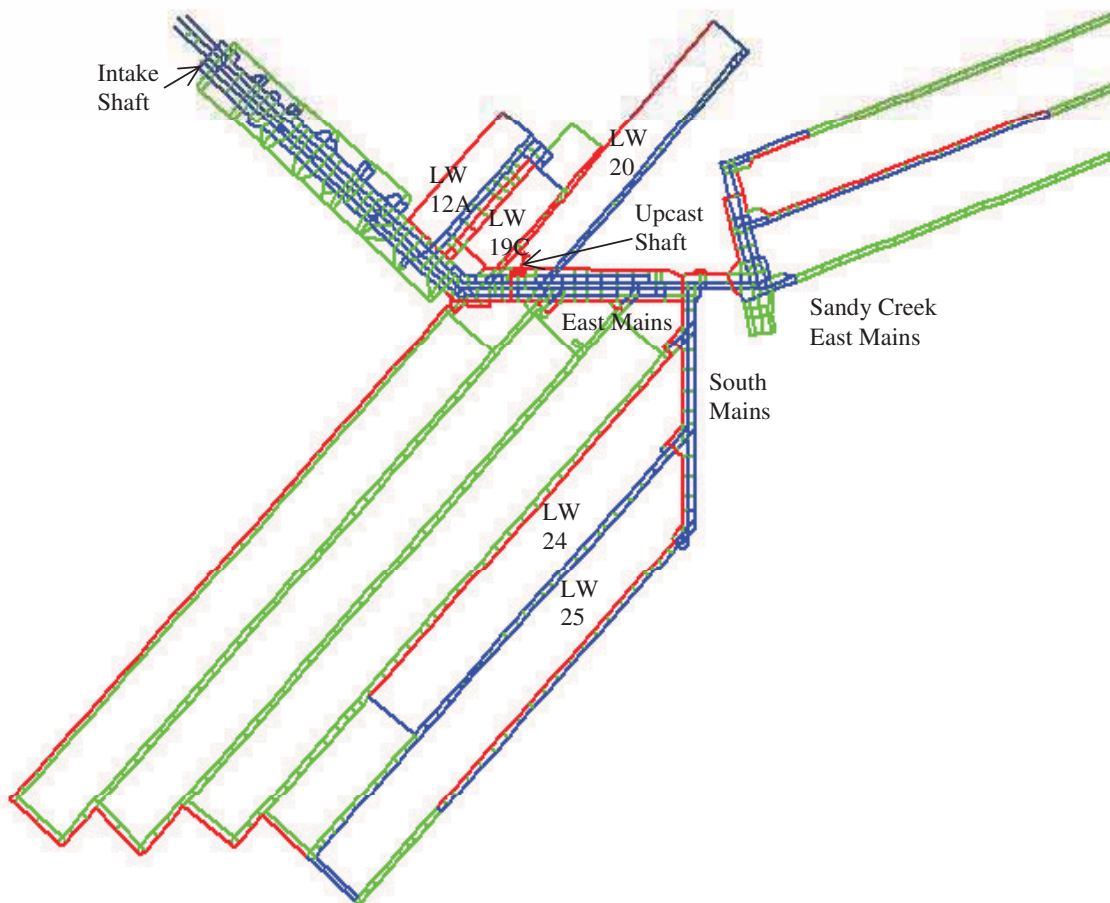 Intake
Shaft
LW
12A
LW
19C
LW
20
Upcast
Shaft
East Mains
Sandy Creek
East Mains
South
Mains
LW
24
LW
25